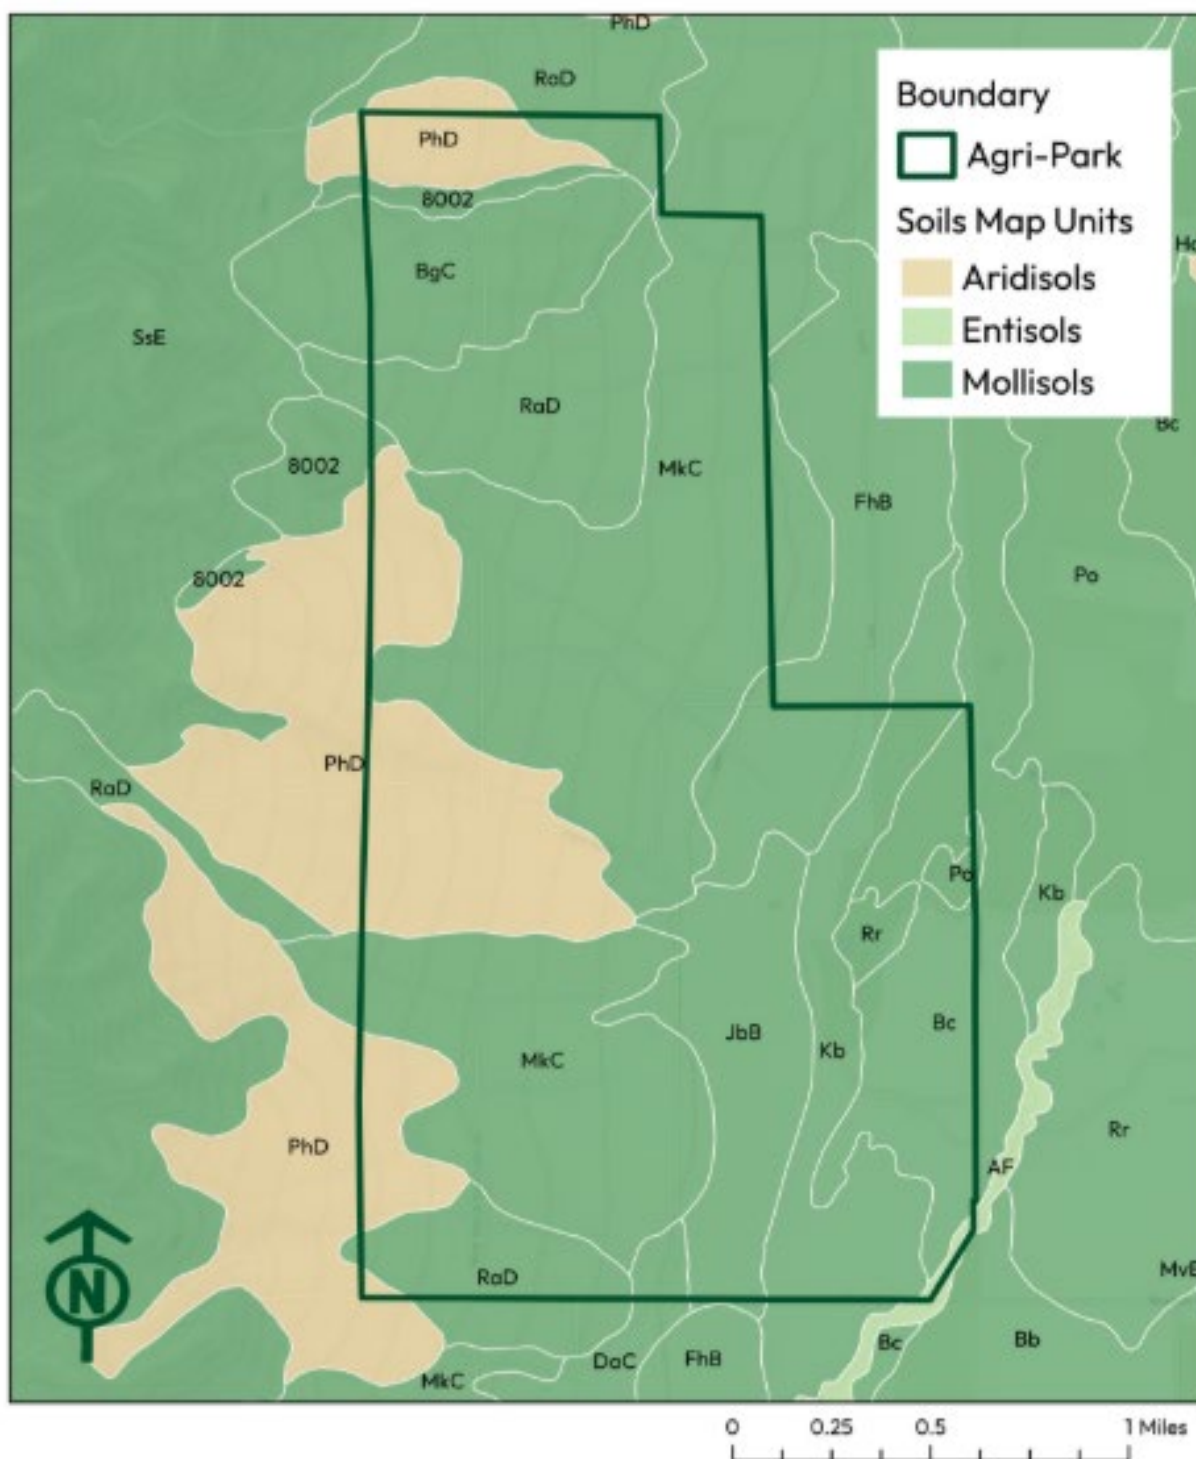 PhD
RaD
Boundary
Agri-Park
PhD
8002
Soils Map Units
BgC
Aridisols
SsE
Entisols
Mollisols
RaD
Bc
8002
MkC
FhB
8002
Po
PhD
RaD
Po
Kb
Rr
Bc
JbB
Kb
MkC
PhD
Rr
AF
N
RaD
Bb
Bc
DaC
FhB
MkC
0 0.25 0.5 1 Miles